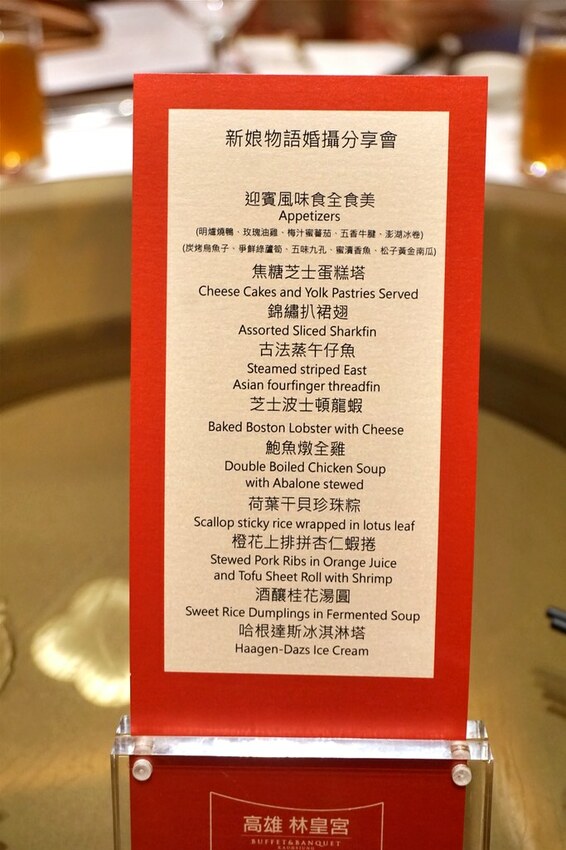 新娘物語婚攝分享會
迎賓風味食全食美
Appetizers
(明爐燒鴨、玫瑰油雞、梅汁蜜蕃茄、五香牛腱、澎湖冰卷)
(炭烤烏魚子、爭鮮綠蘆筍、五味九孔、蜜漬香魚、松子黃金南瓜)
焦糖芝士蛋糕塔
Cheese Cakes and Yolk Pastries Served
錦繡扒裙翅
Assorted Sliced Sharkfin
古法蒸午仔魚
Steamed striped East
Asian fourfinger threadfin
芝士波士頓龍蝦
Baked Boston Lobster with Cheese
鮑魚燉全雞
Double Boiled Chicken Soup
with Abalone stewed
荷葉干貝珍珠粽
Scallop sticky rice wrapped in lotus leaf
橙花上排拼杏仁蝦捲
Stewed Pork Ribs in Orange Juice
and Tofu Sheet Roll with Shrimp
酒釀桂花湯圓
Sweet Rice Dumplings in Fermented Soup
哈根達斯冰淇淋塔
Haagen-Dazs Ice Cream
高雄 林皇宮
BUFFET&BANQUET
KAOHSIUNG